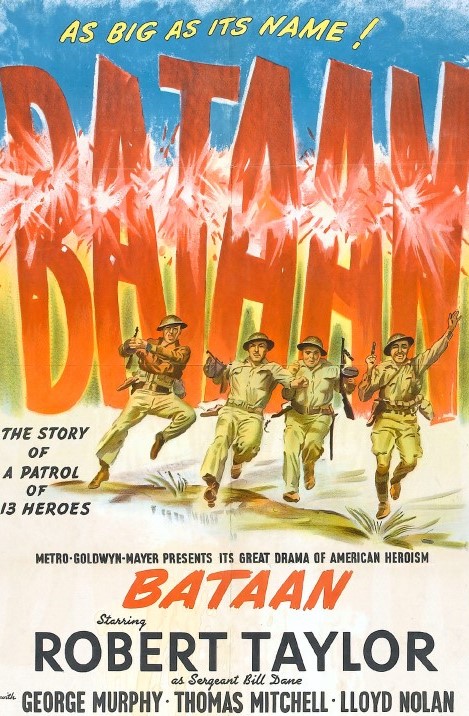 AS BIG AS ITS NAME!
BATAAN
THE STORY
OF A PATROL
OF
13 HEROES
METRO-GOLDWYN-MAYER PRESENTS ITS GREAT DRAMA OF AMERICAN HEROISM
BATAAN
Starring
ROBERT TAYLOR
as Sergeant Bill Dane
with GEORGE MURPHY · THOMAS MITCHELL · LLOYD NOLAN